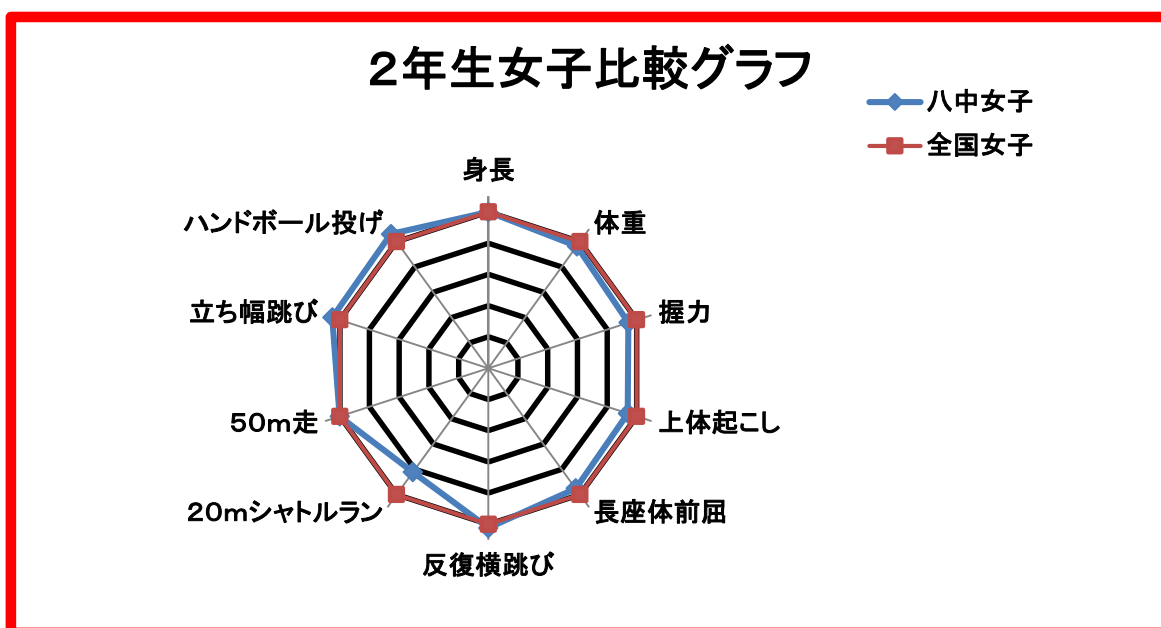 ２年生女子比較グラフ
八中女子
全国女子
身長
体重
握力
上体起こし
長座体前屈
反復横跳び
20mシャトルラン
50m走
立ち幅跳び
ハンドボール投げ